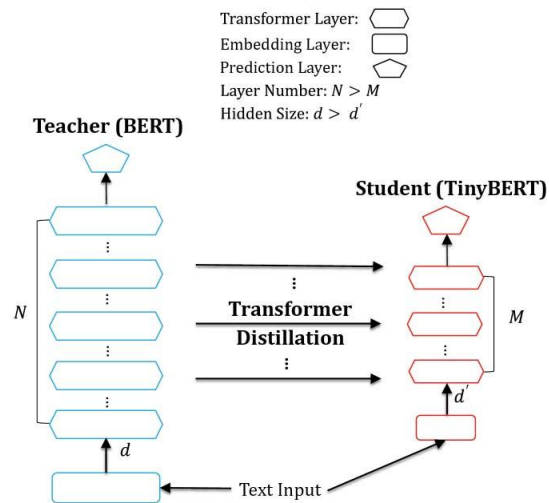 Transformer Layer:
Embedding Layer:
Prediction Layer:
Layer Number: N > M
Hidden Size: d > d′
Teacher (BERT)
Student (TinyBERT)
N
Transformer
Distillation
M
d
d′
Text Input